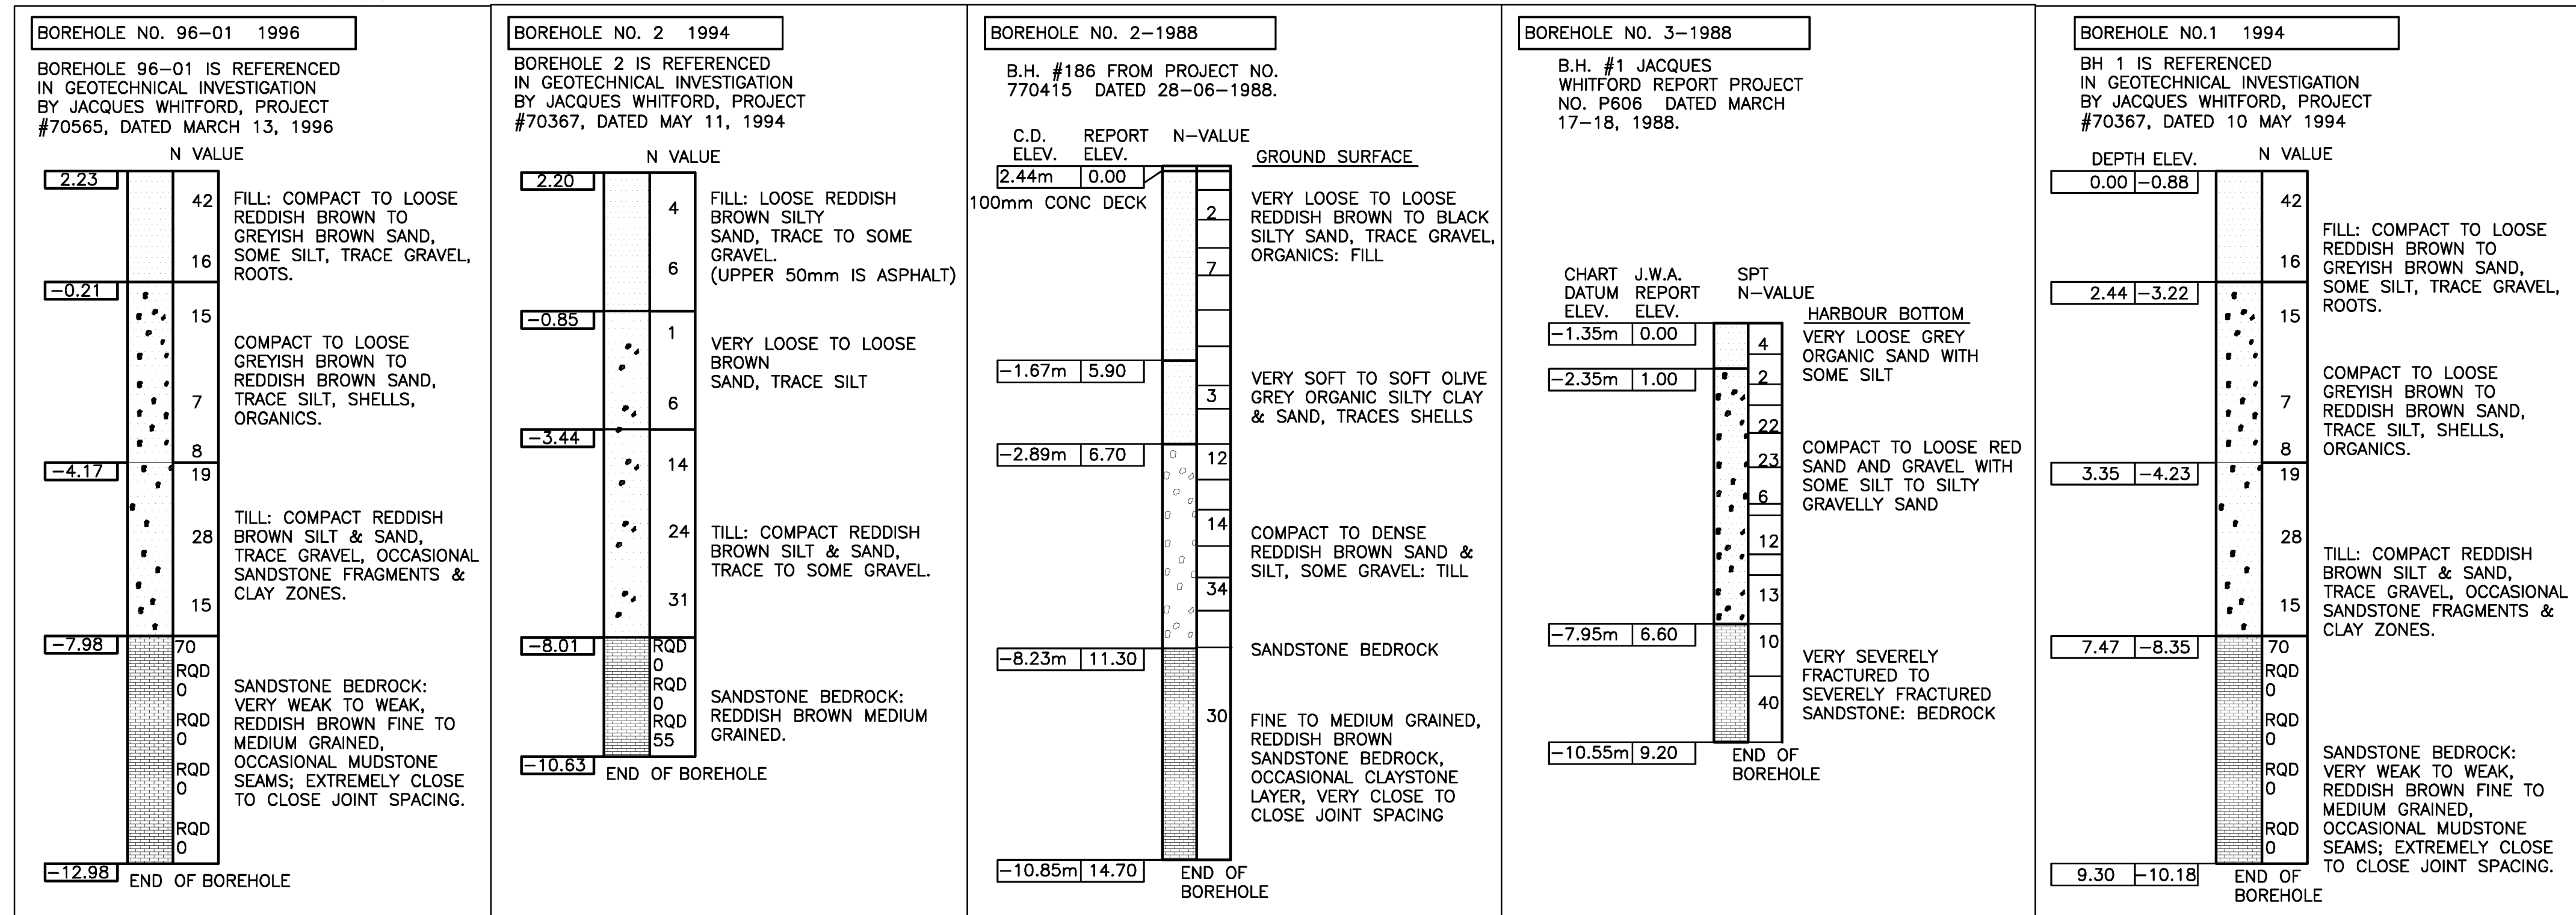 BOREHOLE NO. 96-01 1996
BOREHOLE 96-01 IS REFERENCED
IN GEOTECHNICAL INVESTIGATION
BY JACQUES WHITFORD, PROJECT
#70565, DATED MARCH 13, 1996
N VALUE
2.23
42
16
FILL: COMPACT TO LOOSE
REDDISH BROWN TO
GREYISH BROWN SAND,
SOME SILT, TRACE GRAVEL,
ROOTS.
-0.21
15
7
8
COMPACT TO LOOSE
GREYISH BROWN TO
REDDISH BROWN SAND,
TRACE SILT, SHELLS,
ORGANICS.
-4.17
19
28
15
TILL: COMPACT REDDISH
BROWN SILT & SAND,
TRACE GRAVEL, OCCASIONAL
SANDSTONE FRAGMENTS &
CLAY ZONES.
-7.98
70
RQD
0
RQD
0
RQD
0
RQD
0
SANDSTONE BEDROCK:
VERY WEAK TO WEAK,
REDDISH BROWN FINE TO
MEDIUM GRAINED,
OCCASIONAL MUDSTONE
SEAMS; EXTREMELY CLOSE
TO CLOSE JOINT SPACING.
-12.98
END OF BOREHOLE
BOREHOLE NO. 2 1994
BOREHOLE 2 IS REFERENCED
IN GEOTECHNICAL INVESTIGATION
BY JACQUES WHITFORD, PROJECT
#70367, DATED MAY 11, 1994
N VALUE
2.20
4
6
FILL: LOOSE REDDISH
BROWN SILTY
SAND, TRACE TO SOME
GRAVEL.
(UPPER 50mm IS ASPHALT)
-0.85
1
6
VERY LOOSE TO LOOSE
BROWN
SAND, TRACE SILT
-3.44
14
24
31
TILL: COMPACT REDDISH
BROWN SILT & SAND,
TRACE TO SOME GRAVEL.
-8.01
RQD
0
RQD
0
RQD
55
SANDSTONE BEDROCK:
REDDISH BROWN MEDIUM
GRAINED.
-10.63
END OF BOREHOLE
BOREHOLE NO. 2-1988
B.H. #186 FROM PROJECT NO.
770415 DATED 28-06-1988.
C.D. REPORT N-VALUE
ELEV. ELEV.
GROUND SURFACE
2.44m 0.00
100mm CONC DECK
2
7
VERY LOOSE TO LOOSE
REDDISH BROWN TO BLACK
SILTY SAND, TRACE GRAVEL,
ORGANICS: FILL
-1.67m 5.90
3
VERY SOFT TO SOFT OLIVE
GREY ORGANIC SILTY CLAY
& SAND, TRACES SHELLS
-2.89m 6.70
12
14
34
COMPACT TO DENSE
REDDISH BROWN SAND &
SILT, SOME GRAVEL: TILL
SANDSTONE BEDROCK
-8.23m 11.30
30
FINE TO MEDIUM GRAINED,
REDDISH BROWN
SANDSTONE BEDROCK,
OCCASIONAL CLAYSTONE
LAYER, VERY CLOSE TO
CLOSE JOINT SPACING
-10.85m 14.70
END OF
BOREHOLE
BOREHOLE NO. 3-1988
B.H. #1 JACQUES
WHITFORD REPORT PROJECT
NO. P606 DATED MARCH
17-18, 1988.
CHART J.W.A. SPT
DATUM REPORT N-VALUE
ELEV. ELEV.
HARBOUR BOTTOM
-1.35m 0.00
4
VERY LOOSE GREY
ORGANIC SAND WITH
SOME SILT
-2.35m 1.00
2
22
23
6
12
13
COMPACT TO LOOSE RED
SAND AND GRAVEL WITH
SOME SILT TO SILTY
GRAVELLY SAND
-7.95m 6.60
10
40
VERY SEVERELY
FRACTURED TO
SEVERELY FRACTURED
SANDSTONE: BEDROCK
-10.55m 9.20
END OF
BOREHOLE
BOREHOLE NO.1 1994
BH 1 IS REFERENCED
IN GEOTECHNICAL INVESTIGATION
BY JACQUES WHITFORD, PROJECT
#70367, DATED 10 MAY 1994
DEPTH ELEV. N VALUE
0.00 -0.88
42
16
FILL: COMPACT TO LOOSE
REDDISH BROWN TO
GREYISH BROWN SAND,
SOME SILT, TRACE GRAVEL,
ROOTS.
2.44 -3.22
15
7
8
COMPACT TO LOOSE
GREYISH BROWN TO
REDDISH BROWN SAND,
TRACE SILT, SHELLS,
ORGANICS.
3.35 -4.23
19
28
15
TILL: COMPACT REDDISH
BROWN SILT & SAND,
TRACE GRAVEL, OCCASIONAL
SANDSTONE FRAGMENTS &
CLAY ZONES.
7.47 -8.35
70
RQD
0
RQD
0
RQD
0
RQD
0
SANDSTONE BEDROCK:
VERY WEAK TO WEAK,
REDDISH BROWN FINE TO
MEDIUM GRAINED,
OCCASIONAL MUDSTONE
SEAMS; EXTREMELY CLOSE
TO CLOSE JOINT SPACING.
9.30 -10.18
END OF
BOREHOLE